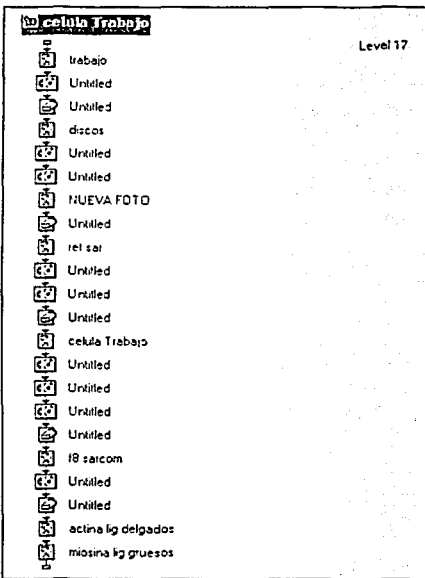 celula Trabajo
Level 17
trabajo
Untitled
Untitled
discos
Untitled
Untitled
NUEVA FOTO
Untitled
ret sar
Untitled
Untitled
Untitled
celula Trabajo
Untitled
Untitled
Untitled
Untitled
f8 sarcom
Untitled
Untitled
actina lig delgados
miosina lig gruesos